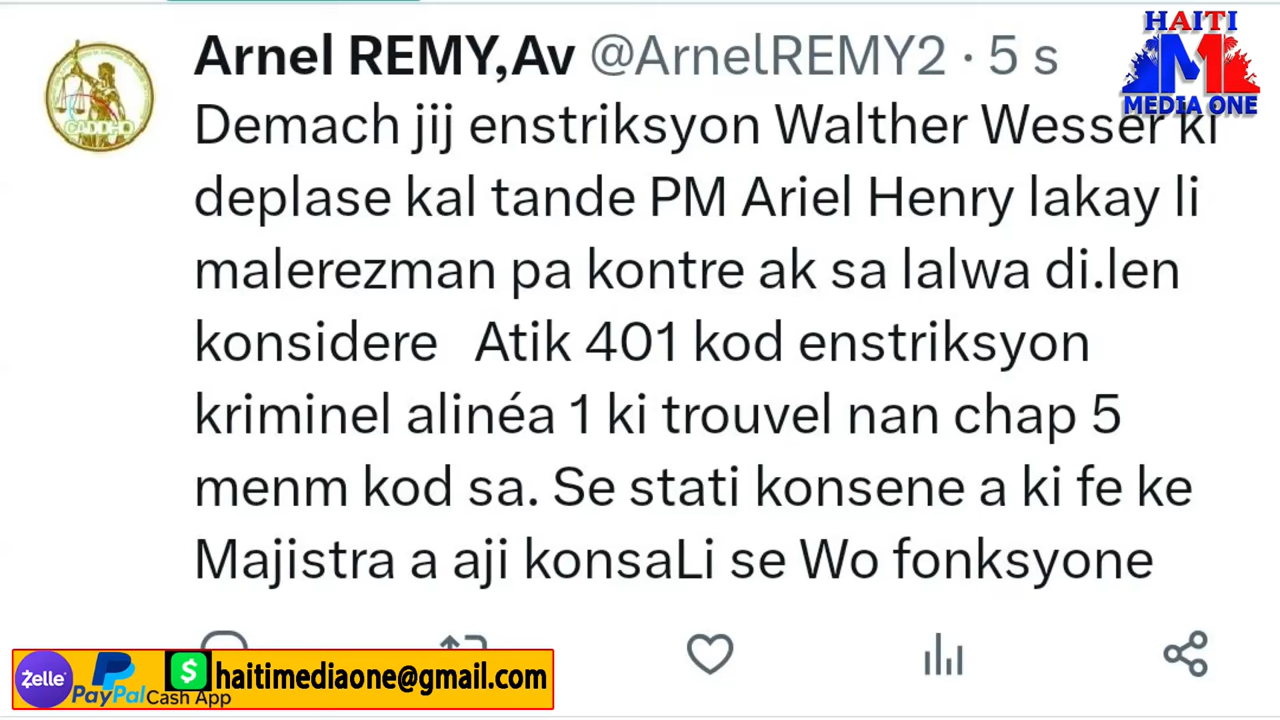 Arnel REMY,Av @ArnelREMY2 · 5 s
HAITI
M
MEDIA ONE
Demach jij enstriksyon Walther Wesser ki
deplase kal tande PM Ariel Henry lakay li
malerezman pa kontre ak sa lalwa di.len
konsidere Atik 401 kod enstriksyon
kriminel alinéa 1 ki trouvel nan chap 5
menm kod sa. Se stati konsene a ki fe ke
Majistra a aji konsaLi se Wo fonksyone
CADDHO
Zelle PayPal $ Cash App haitimediaone@gmail.com